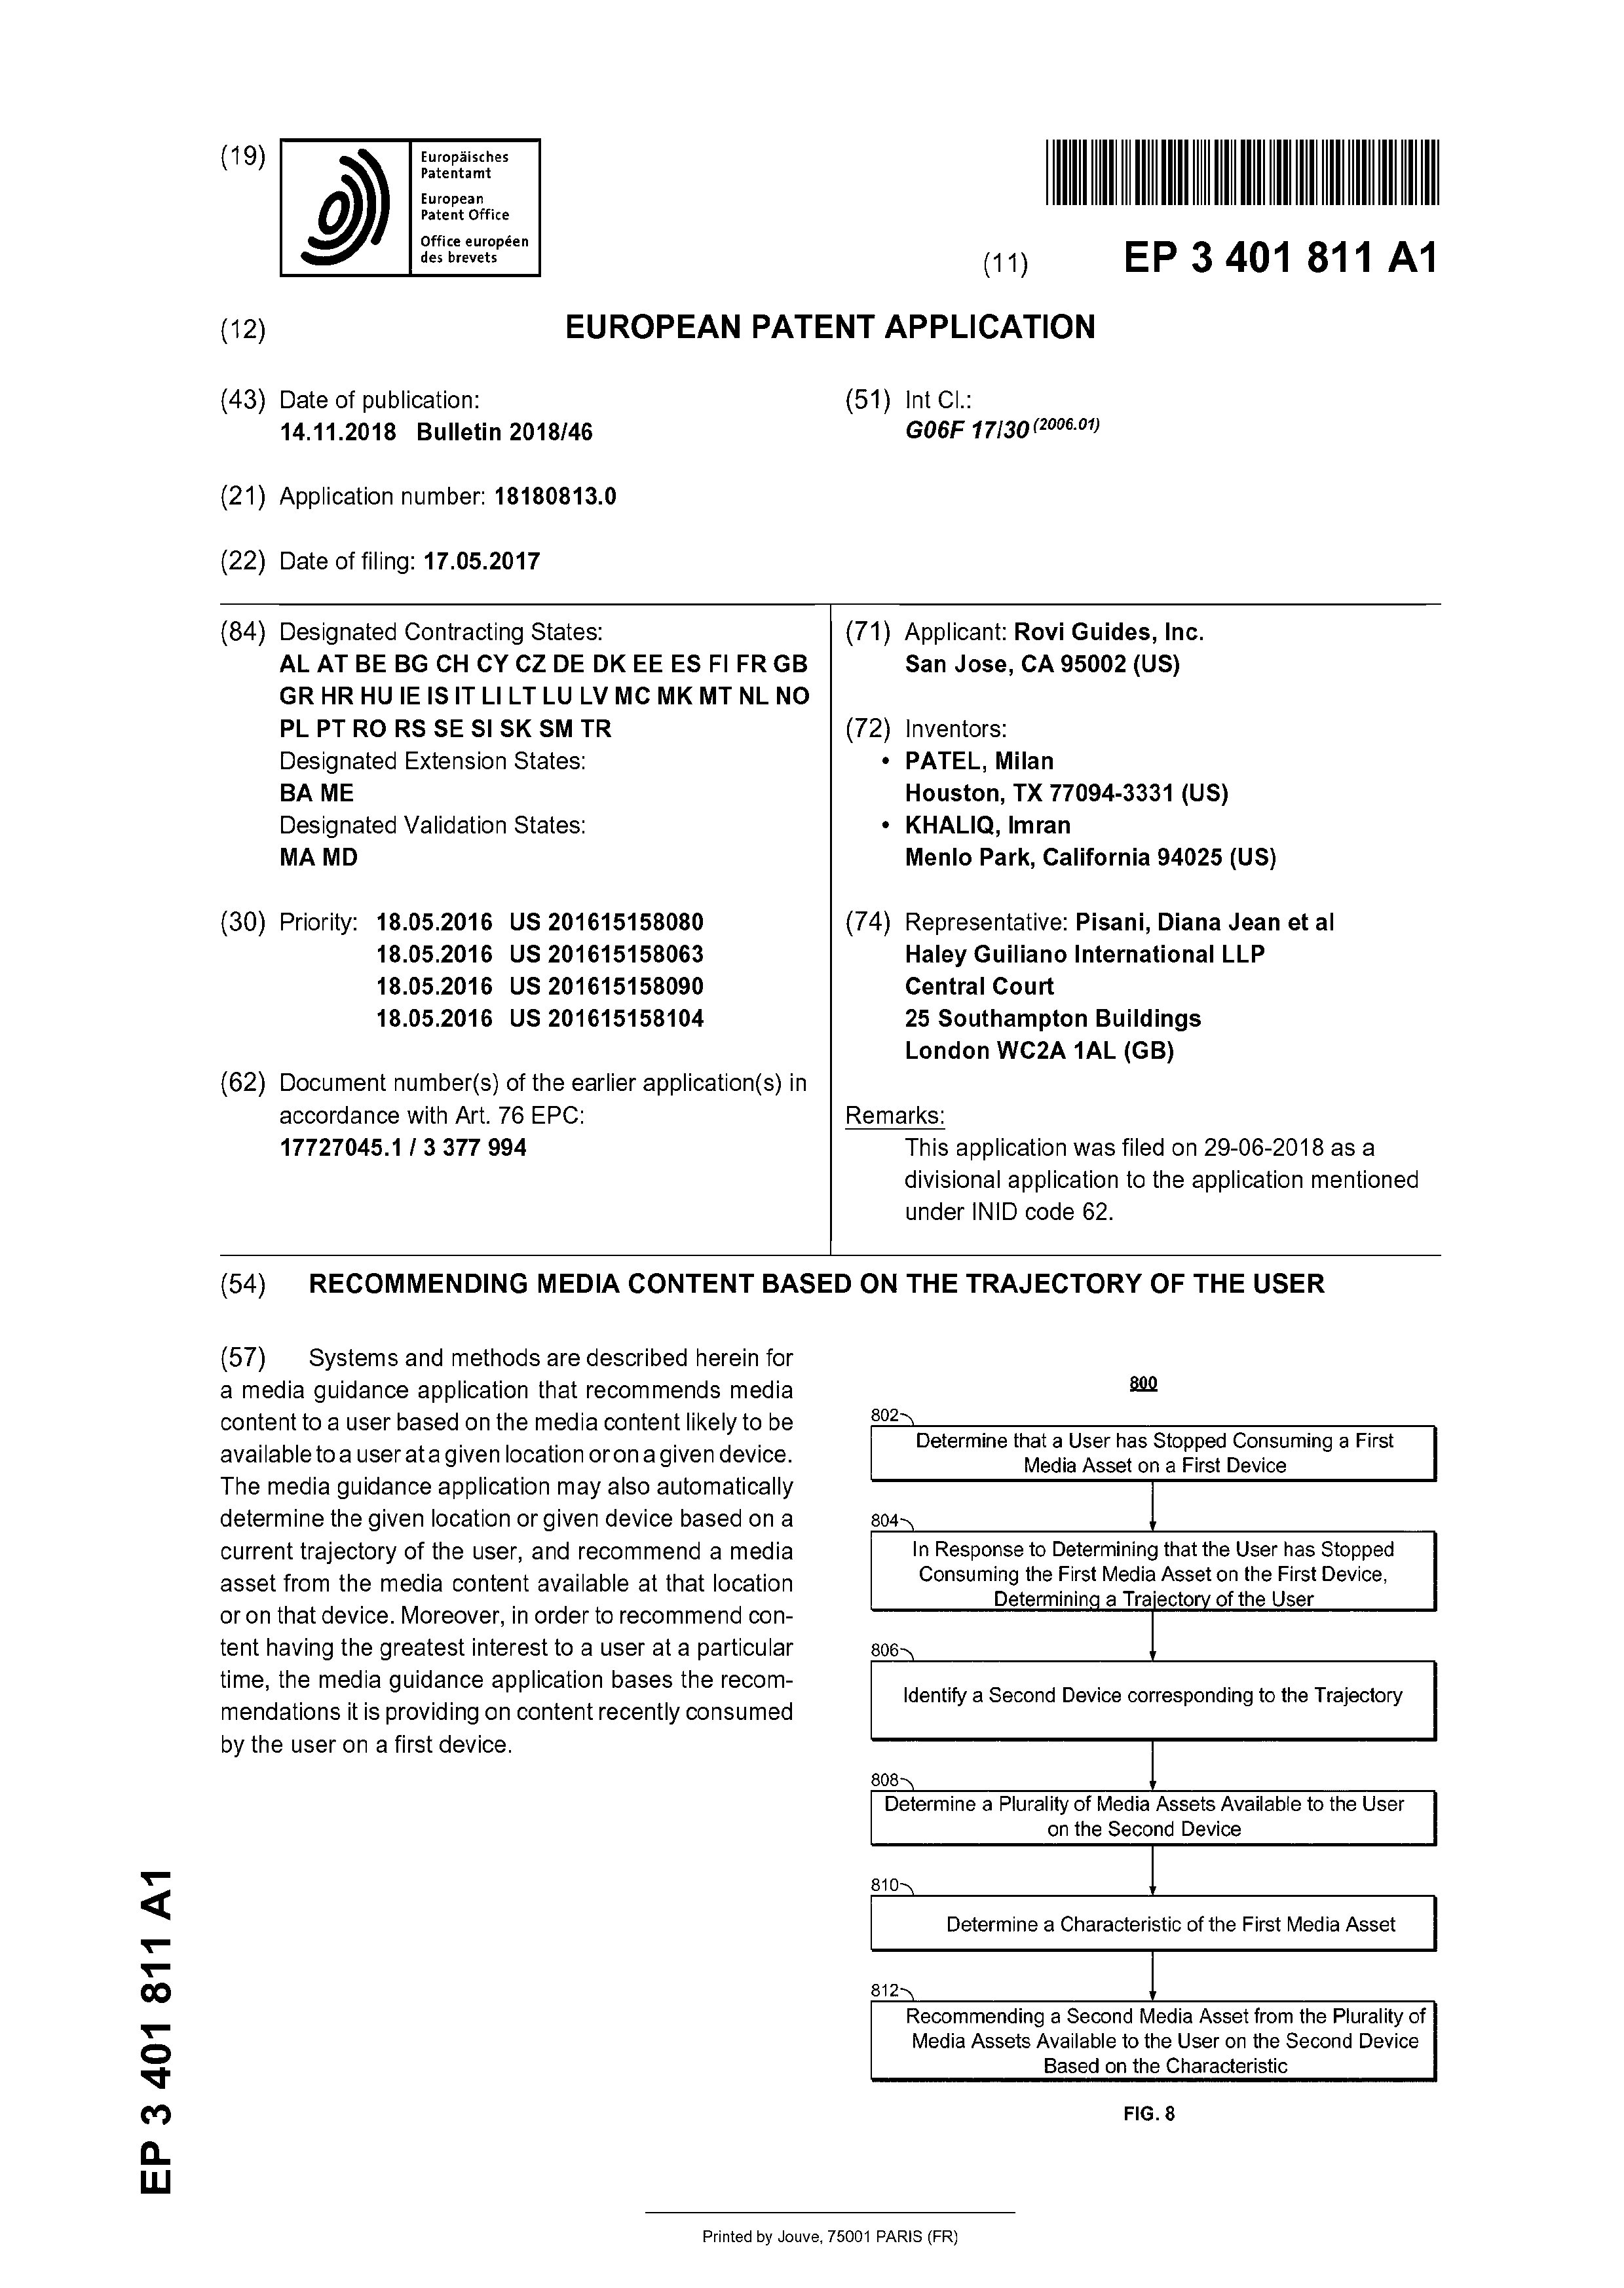 (19)
Europäisches
Patentamt
European
Patent Office
Office européen
des brevets
(11) EP 3 401 811 A1
(12) EUROPEAN PATENT APPLICATION
(43) Date of publication:
14.11.2018 Bulletin 2018/46
(21) Application number: 18180813.0
(22) Date of filing: 17.05.2017
(51) Int Cl.:
G06F 17/30 (2006.01)
(84) Designated Contracting States:
AL AT BE BG CH CY CZ DE DK EE ES FI FR GB
GR HR HU IE IS IT LI LT LU LV MC MK MT NL NO
PL PT RO RS SE SI SK SM TR
Designated Extension States:
BA ME
Designated Validation States:
MA MD
(30) Priority: 18.05.2016 US 201615158080
18.05.2016 US 201615158063
18.05.2016 US 201615158090
18.05.2016 US 201615158104
(62) Document number(s) of the earlier application(s) in
accordance with Art. 76 EPC:
17727045.1 / 3 377 994
(71) Applicant: Rovi Guides, Inc.
San Jose, CA 95002 (US)
(72) Inventors:
• PATEL, Milan
Houston, TX 77094-3331 (US)
• KHALIQ, Imran
Menlo Park, California 94025 (US)
(74) Representative: Pisani, Diana Jean et al
Haley Guiliano International LLP
Central Court
25 Southampton Buildings
London WC2A 1AL (GB)
Remarks:
This application was filed on 29-06-2018 as a
divisional application to the application mentioned
under INID code 62.
(54) RECOMMENDING MEDIA CONTENT BASED ON THE TRAJECTORY OF THE USER
(57) Systems and methods are described herein for
a media guidance application that recommends media
content to a user based on the media content likely to be
available to a user at a given location or on a given device.
The media guidance application may also automatically
determine the given location or given device based on a
current trajectory of the user, and recommend a media
asset from the media content available at that location
or on that device. Moreover, in order to recommend con-
tent having the greatest interest to a user at a particular
time, the media guidance application bases the recom-
mendations it is providing on content recently consumed
by the user on a first device.
800
802
Determine that a User has Stopped Consuming a First
Media Asset on a First Device
804
In Response to Determining that the User has Stopped
Consuming the First Media Asset on the First Device,
Determining a Trajectory of the User
806
Identify a Second Device corresponding to the Trajectory
808
Determine a Plurality of Media Assets Available to the User
on the Second Device
810
Determine a Characteristic of the First Media Asset
812
Recommending a Second Media Asset from the Plurality of
Media Assets Available to the User on the Second Device
Based on the Characteristic
FIG. 8
EP 3 401 811 A1
Printed by Jouve, 75001 PARIS (FR)